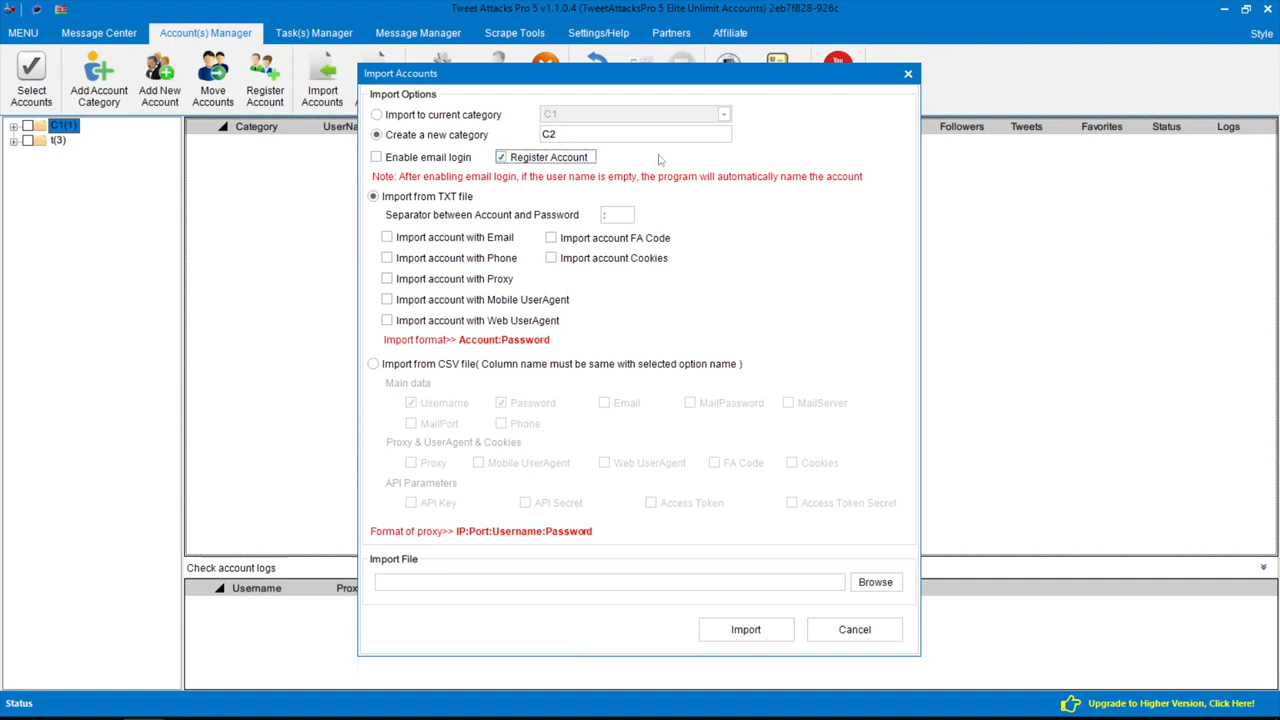 Tweet Attacks Pro 5 v1.1.0.4 (TweetAttacksPro 5 Elite Unlimit Accounts) 2eb7f828-926c
MENU Message Center Account(s) Manager Task(s) Manager Message Manager Scrape Tools Settings/Help Partners Affiliate Style
Select Accounts
Add Account Category
Add New Account
Move Accounts
Register Account
Import Accounts
You
C1(1)
t(3)
Category UserNa Followers Tweets Favorites Status Logs
Import Accounts
Import Options
Import to current category C1
Create a new category C2
Enable email login Register Account
Note: After enabling email login, if the user name is empty, the program will automatically name the account
Import from TXT file
Separator between Account and Password :
Import account with Email Import account FA Code
Import account with Phone Import account Cookies
Import account with Proxy
Import account with Mobile UserAgent
Import account with Web UserAgent
Import format>> Account:Password
Import from CSV file( Column name must be same with selected option name )
Main data
Username Password Email MailPassword MailServer
MailPort Phone
Proxy & UserAgent & Cookies
Proxy Mobile UserAgent Web UserAgent FA Code Cookies
API Parameters
API Key API Secret Access Token Access Token Secret
Format of proxy>> IP:Port:Username:Password
Import File
Browse
Import Cancel
Check account logs
Username Prox
Status Upgrade to Higher Version, Click Here!